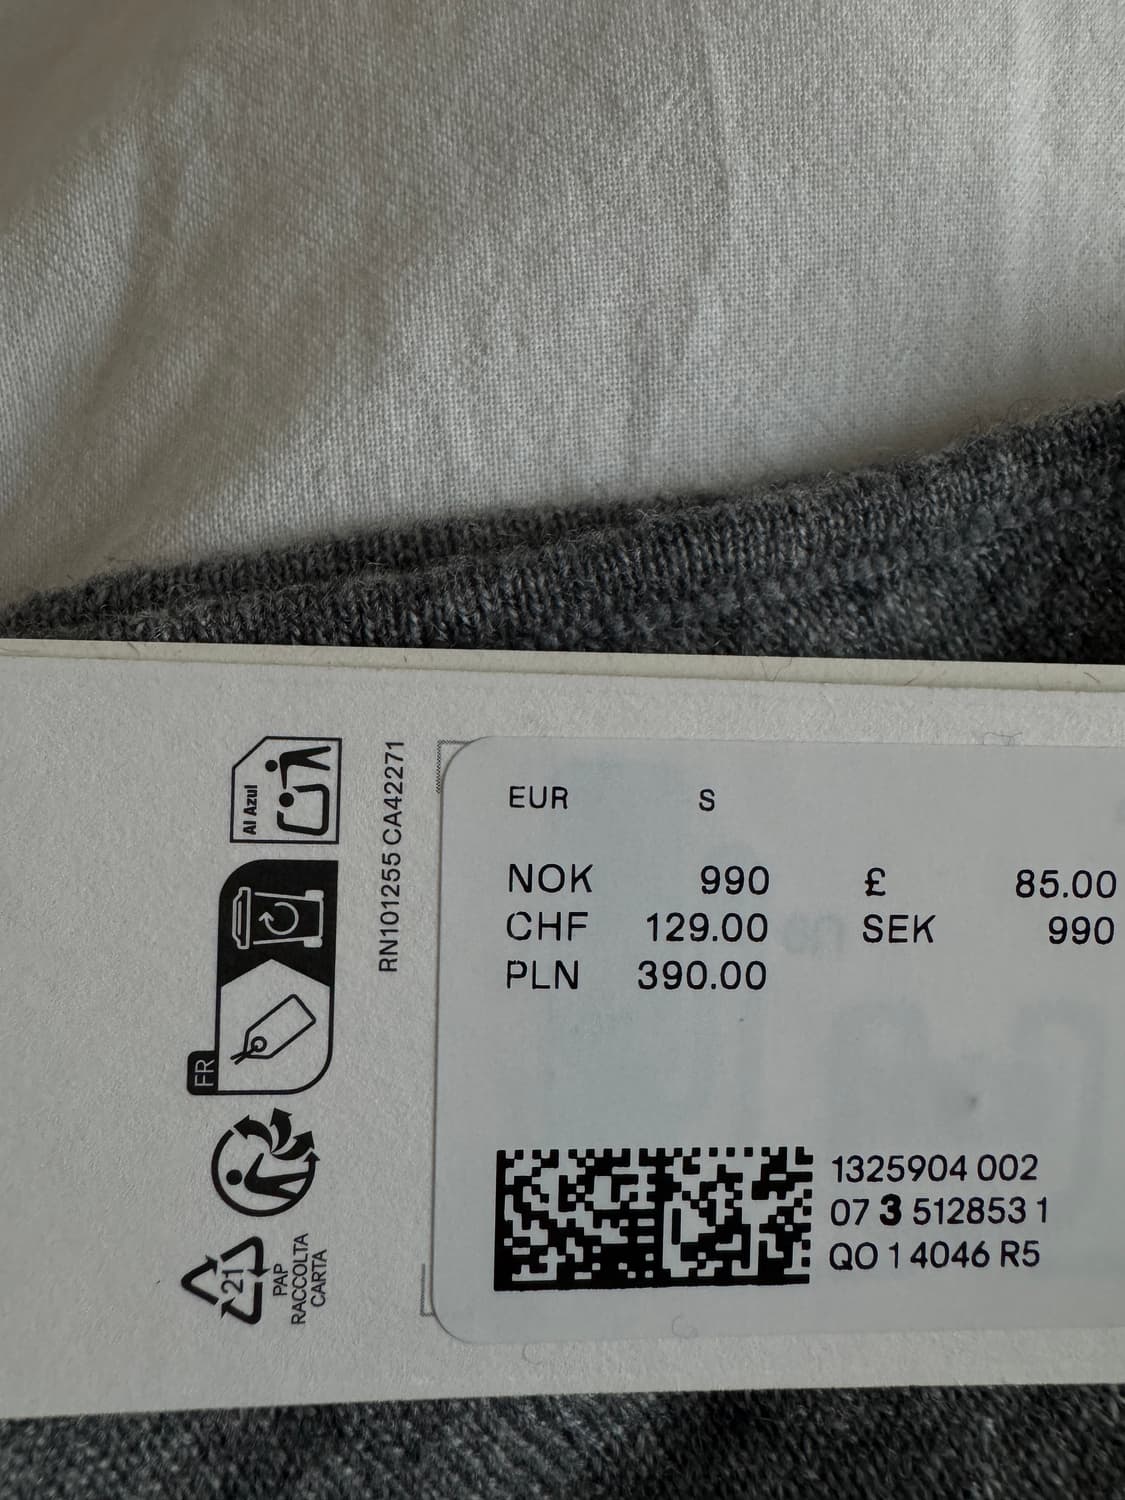 EUR S
NOK 990 £ 85.00
CHF 129.00 SEK 990
PLN 390.00
1325904 002
07 3 512853 1
QO 1 4046 R5
RN101255 CA42271
Al Azul
FR
21
PAP
RACCOLTA
CARTA